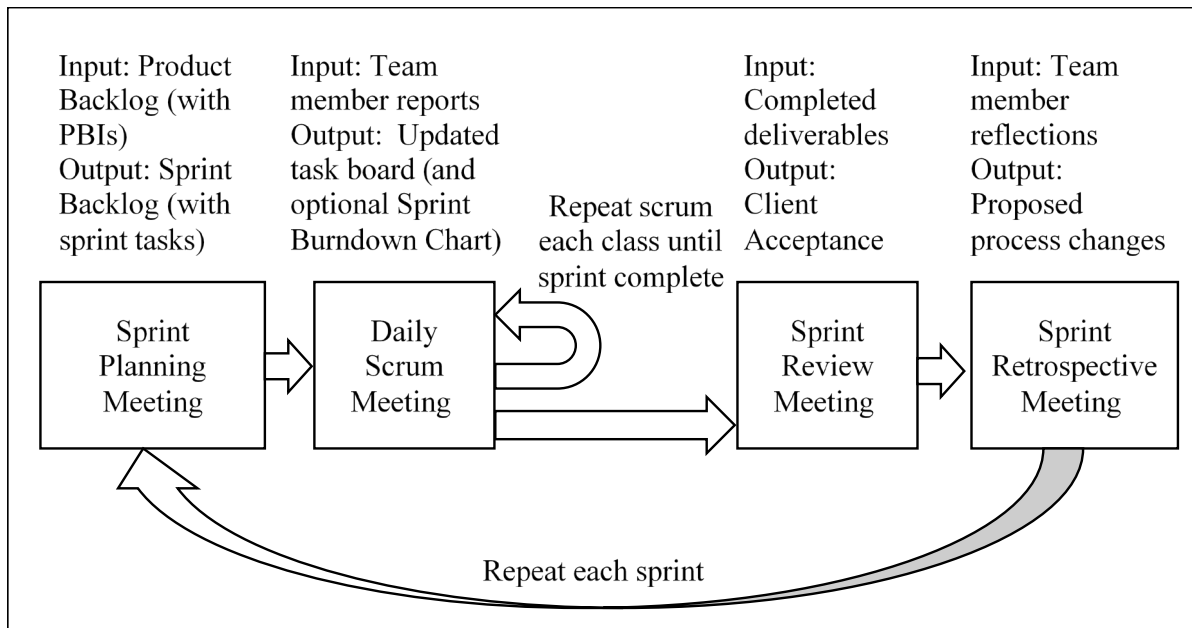 Input: Product
Backlog (with
PBIs)
Output: Sprint
Backlog (with
sprint tasks)
Input: Team
member reports
Output: Updated
task board (and
optional Sprint
Burndown Chart)
Repeat scrum
each class until
sprint complete
Input:
Completed
deliverables
Output:
Client
Acceptance
Input: Team
member
reflections
Output:
Proposed
process changes
Sprint
Planning
Meeting
Daily
Scrum
Meeting
Sprint
Review
Meeting
Sprint
Retrospective
Meeting
Repeat each sprint